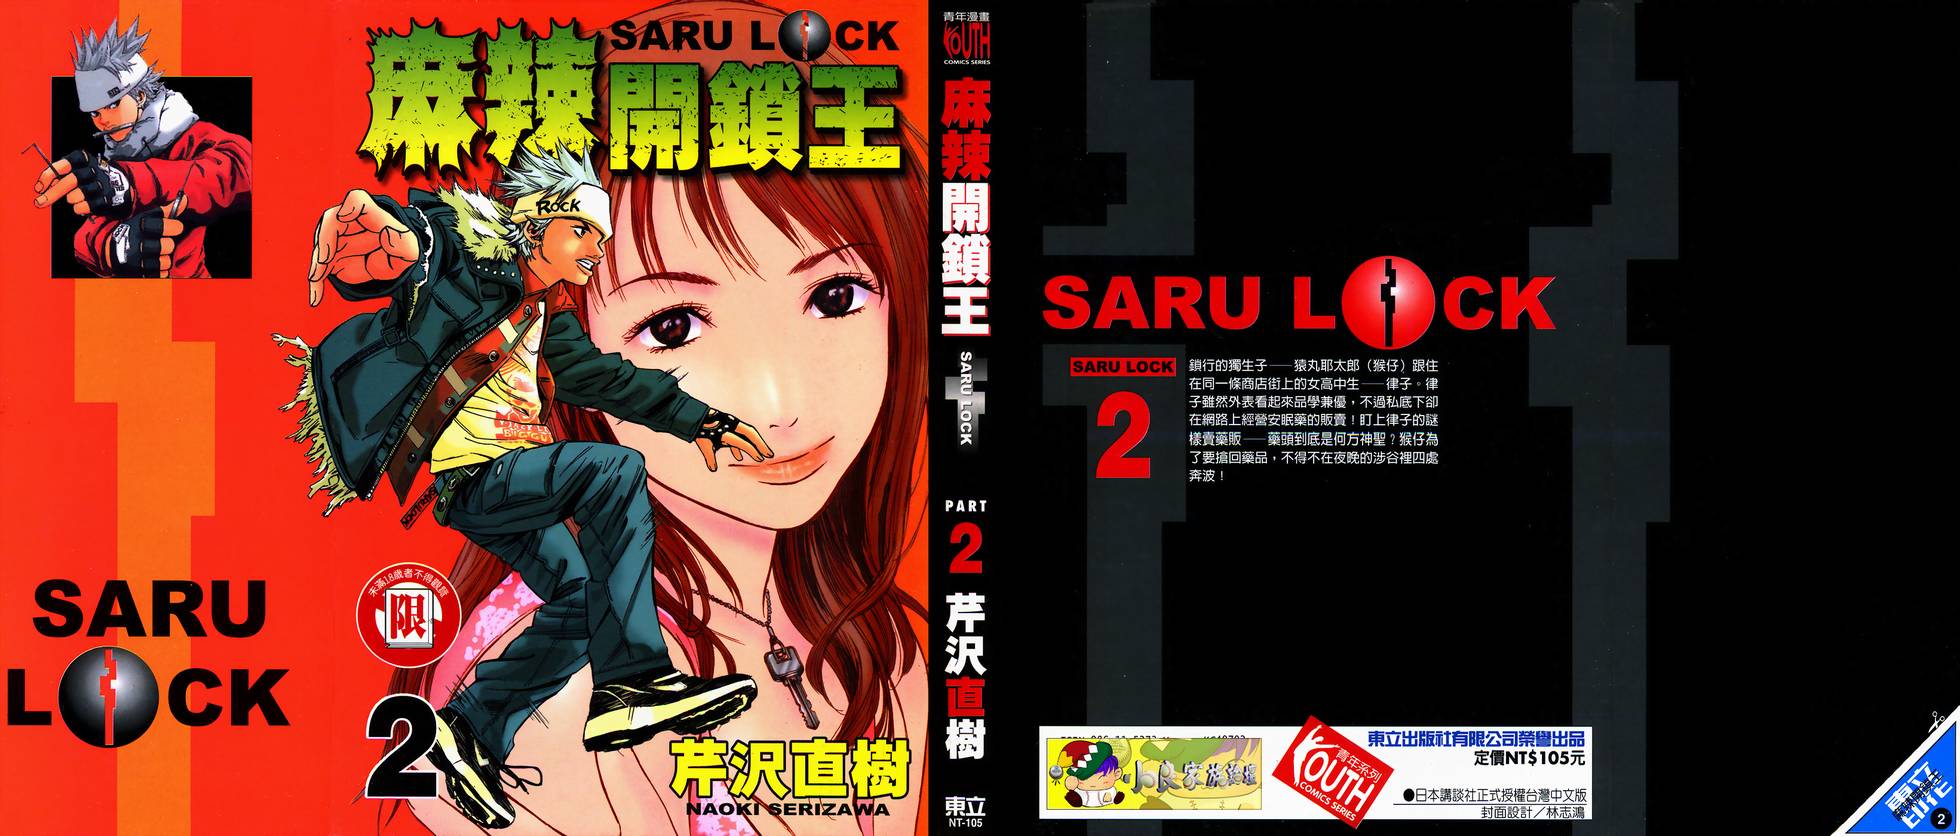 SARU
LOCK
SARU LOCK
麻辣開鎖王
ROCK
未滿18歲者不得觀覽
限
2
芹沢直樹
NAOKI SERIZAWA
青年漫畫
YOUTH
COMICS SERIES
麻辣開鎖王
SARU LOCK
PART
2
芹沢直樹
東立
NT-105
SARU LOCK
SARU LOCK
2
鎖行的獨生子——猿丸耶太郎（猴仔）跟住
在同一條商店街上的女高中生——律子。律
子雖然外表看起來品學兼優，不過私底下卻
在網路上經營安眠藥的販賣！盯上律子的謎
樣賣藥販——藥頭到底是何方神聖？猴仔為
了要搶回藥品，不得不在夜晚的涉谷裡四處
奔波！
家族論壇
青年系列
YOUTH
COMICS SERIES
東立出版社有限公司榮譽出品
定價NT$105元
●日本講談社正式授權台灣中文版
封面設計／林志鴻
東立
印花
2